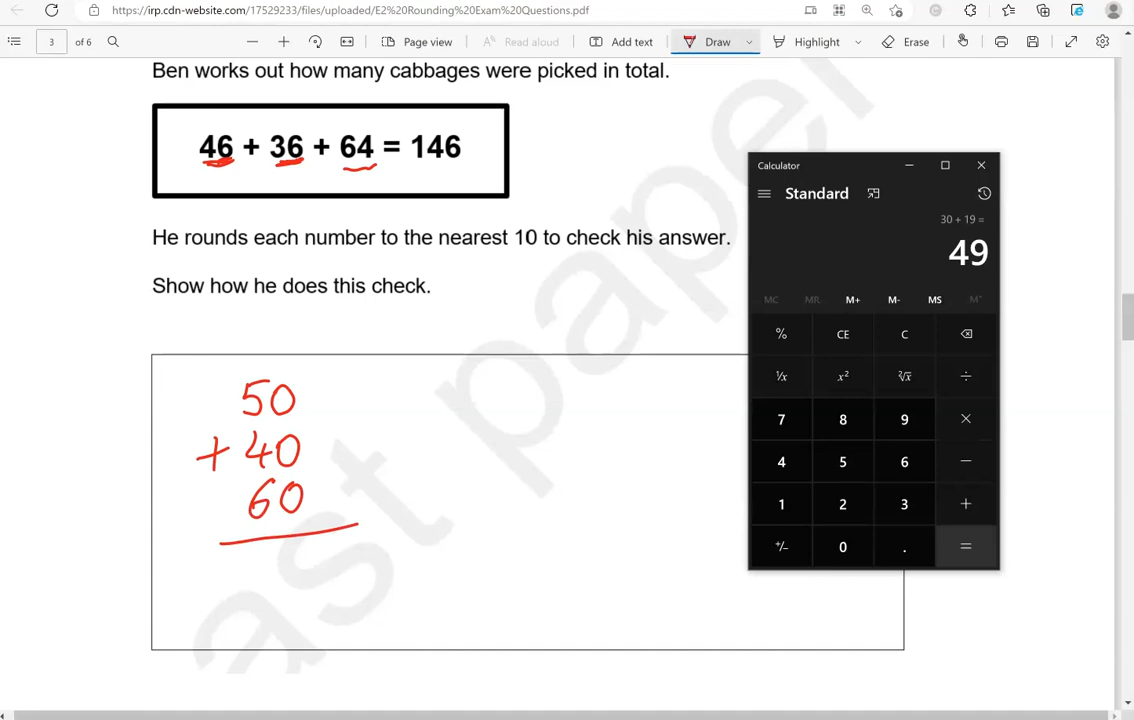 https://irp.cdn-website.com/17529233/files/uploaded/E2%20Rounding%20Exam%20Questions.pdf
3 of 6
Page view
Read aloud
Add text
Draw
Highlight
Erase
Ben works out how many cabbages were picked in total.
46 + 36 + 64 = 146
He rounds each number to the nearest 10 to check his answer.
Show how he does this check.
50
+ 40
60
ast paper
ast pa
Calculator
Standard
30 + 19 =
49
MC MR M+ M- MS M˅
% CE C
¹/x x² ²√x ÷
7 8 9 ×
4 5 6 −
1 2 3 +
+/− 0 . =